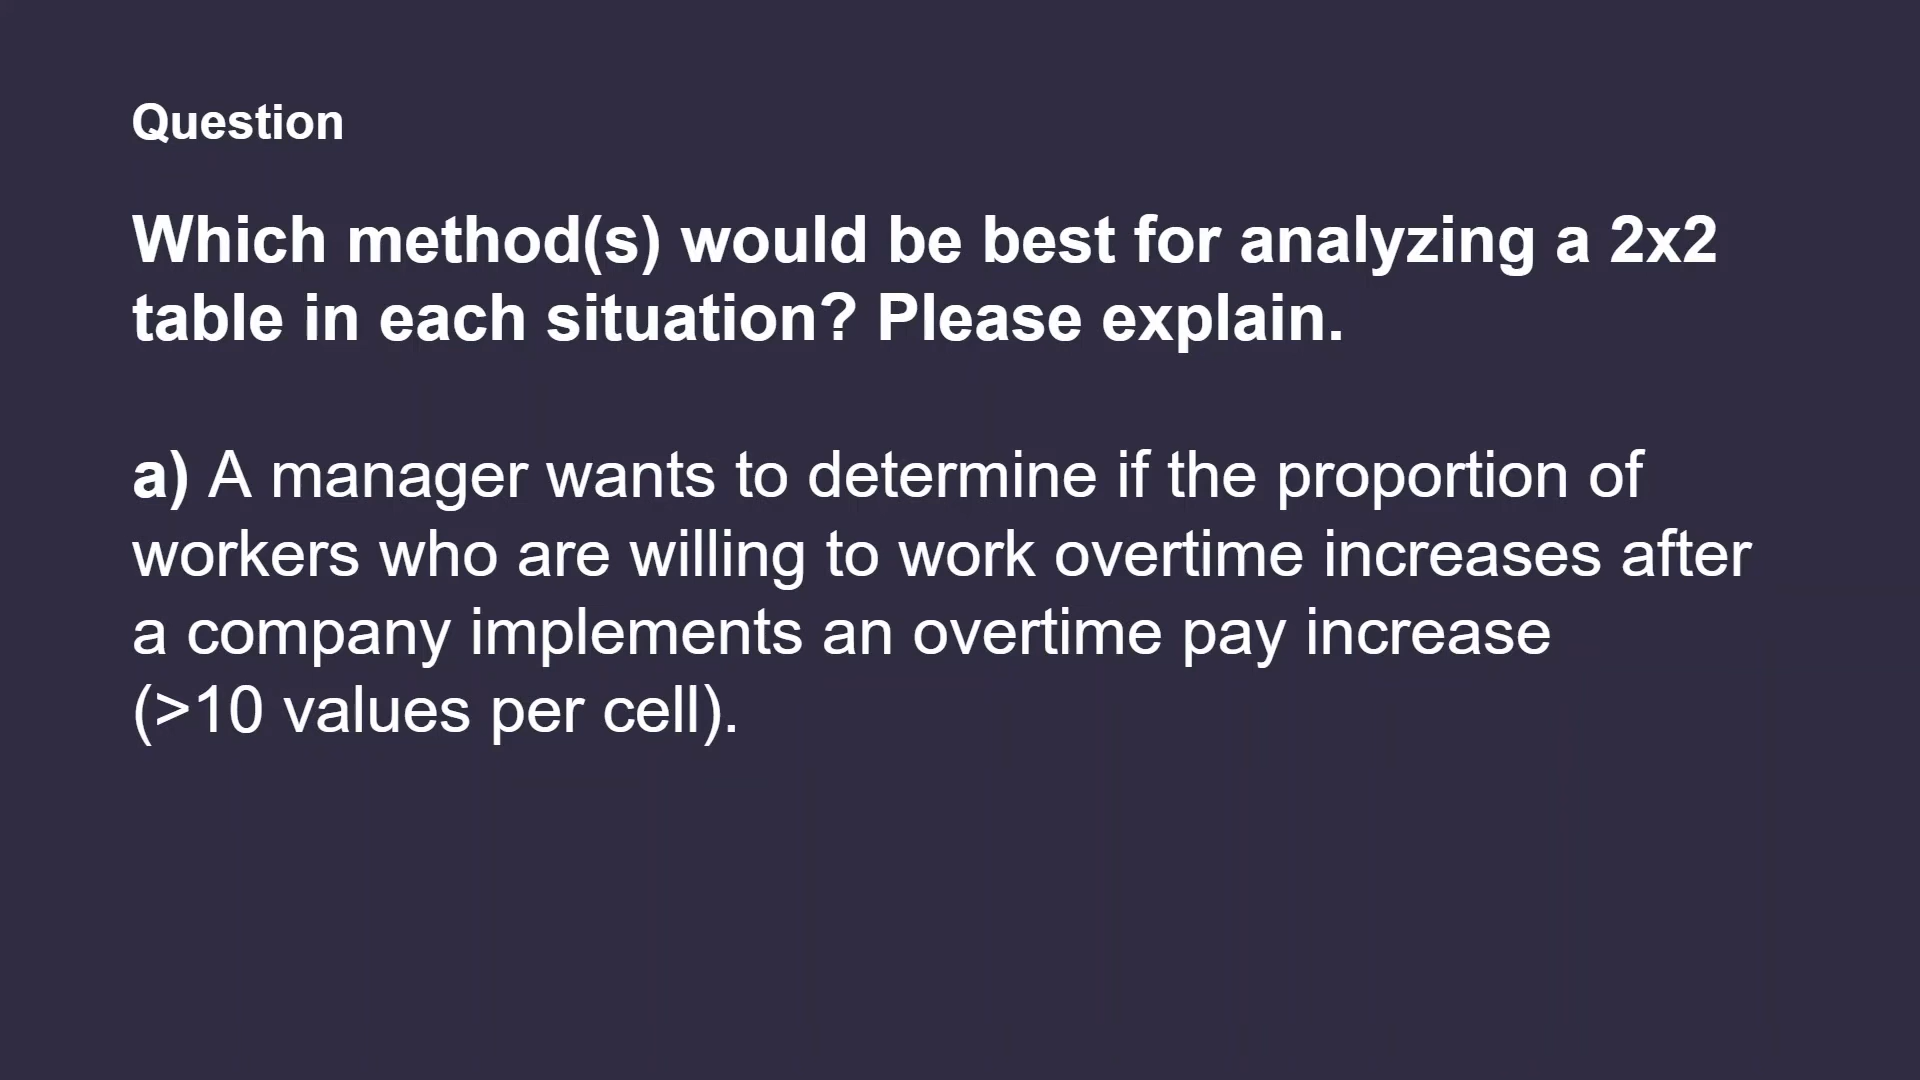 Question
Which method(s) would be best for analyzing a 2x2
table in each situation? Please explain.
a) A manager wants to determine if the proportion of
workers who are willing to work overtime increases after
a company implements an overtime pay increase
(>10 values per cell).